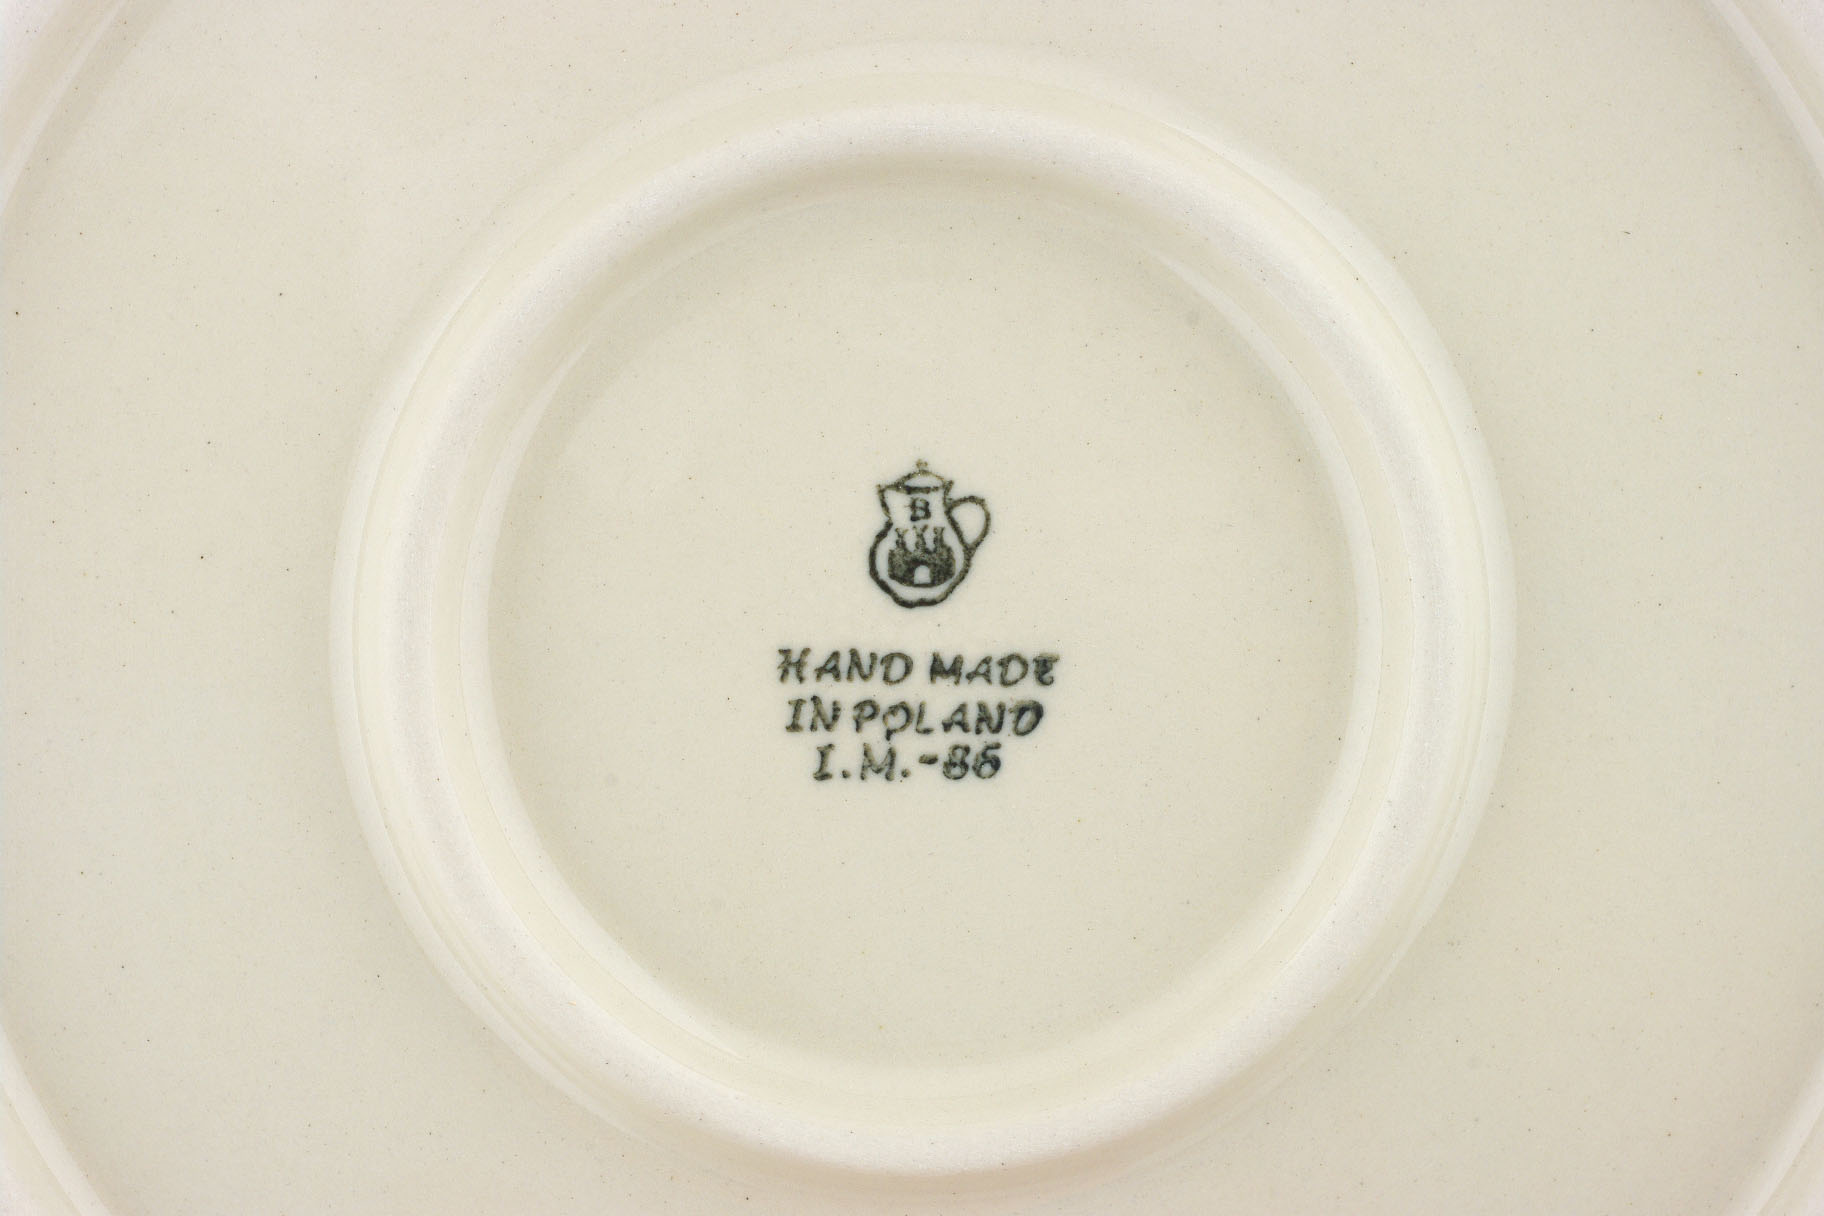 B
HAND MADE
IN POLAND
I.M.-86